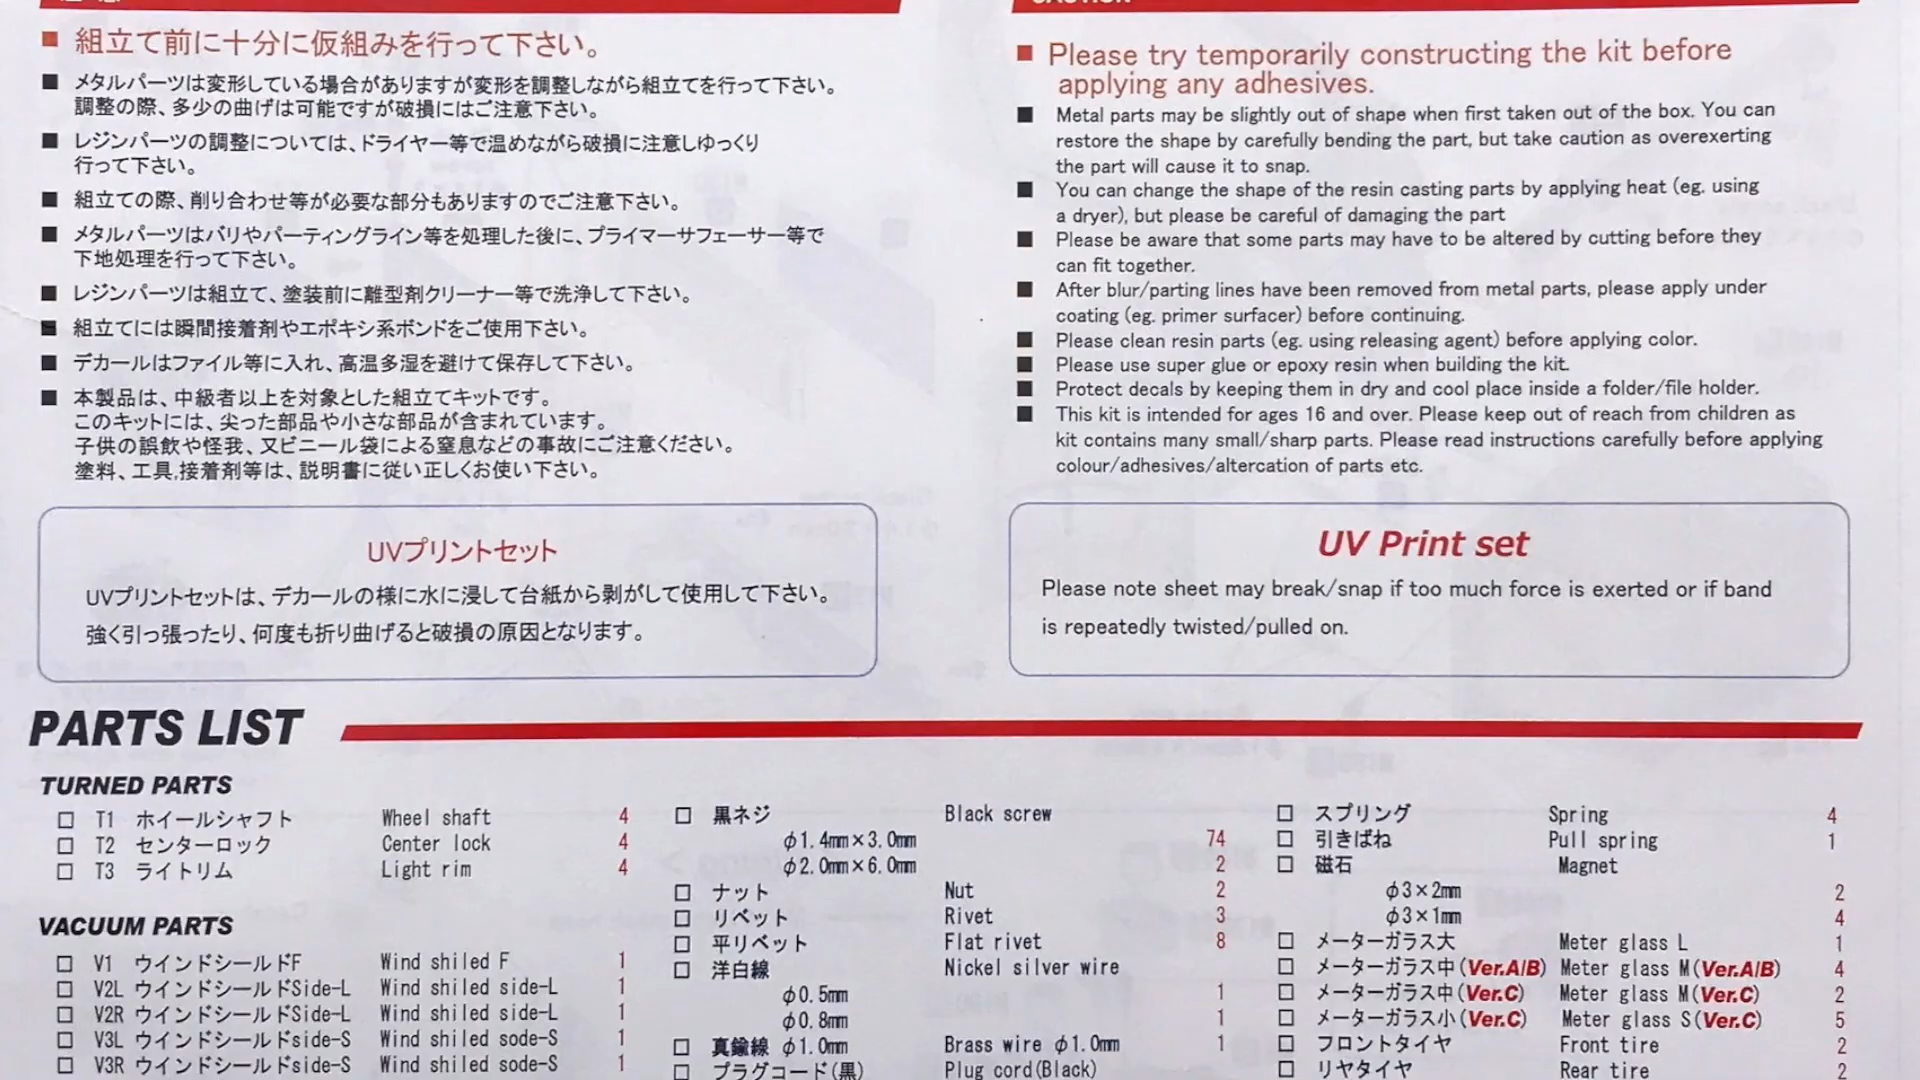 CAUTION
■ 組立て前に十分に仮組みを行って下さい。
■ メタルパーツは変形している場合がありますが変形を調整しながら組立てを行って下さい。
調整の際、多少の曲げは可能ですが破損にはご注意下さい。
■ レジンパーツの調整については、ドライヤー等で温めながら破損に注意しゆっくり
行って下さい。
■ 組立ての際、削り合わせ等が必要な部分もありますのでご注意下さい。
■ メタルパーツはバリやパーティングライン等を処理した後に、プライマーサフェーサー等で
下地処理を行って下さい。
■ レジンパーツは組立て、塗装前に離型剤クリーナー等で洗浄して下さい。
■ 組立てには瞬間接着剤やエポキシ系ボンドをご使用下さい。
■ デカールはファイル等に入れ、高温多湿を避けて保存して下さい。
■ 本製品は、中級者以上を対象とした組立てキットです。
このキットには、尖った部品や小さな部品が含まれています。
子供の誤飲や怪我、又ビニール袋による窒息などの事故にご注意ください。
塗料、工具,接着剤等は、説明書に従い正しくお使い下さい。
■ Please try temporarily constructing the kit before
applying any adhesives.
■ Metal parts may be slightly out of shape when first taken out of the box. You can
restore the shape by carefully bending the part, but take caution as overexerting
the part will cause it to snap.
■ You can change the shape of the resin casting parts by applying heat (eg. using
a dryer), but please be careful of damaging the part
■ Please be aware that some parts may have to be altered by cutting before they
can fit together.
■ After blur/parting lines have been removed from metal parts, please apply under
coating (eg. primer surfacer) before continuing.
■ Please clean resin parts (eg. using releasing agent) before applying color.
■ Please use super glue or epoxy resin when building the kit.
■ Protect decals by keeping them in dry and cool place inside a folder/file holder.
■ This kit is intended for ages 16 and over. Please keep out of reach from children as
kit contains many small/sharp parts. Please read instructions carefully before applying
colour/adhesives/altercation of parts etc.
UVプリントセット
UVプリントセットは、デカールの様に水に浸して台紙から剥がして使用して下さい。
強く引っ張ったり、何度も折り曲げると破損の原因となります。
UV Print set
Please note sheet may break/snap if too much force is exerted or if band
is repeatedly twisted/pulled on.
PARTS LIST
TURNED PARTS
□ T1 ホイールシャフト Wheel shaft 4
□ T2 センターロック Center lock 4
□ T3 ライトリム Light rim 4
VACUUM PARTS
□ V1 ウインドシールドF Wind shiled F 1
□ V2L ウインドシールドSide-L Wind shiled side-L 1
□ V2R ウインドシールドSide-L Wind shiled side-L 1
□ V3L ウインドシールドside-S Wind shiled sode-S 1
□ V3R ウインドシールドside-S Wind shiled sode-S 1
□ 黒ネジ Black screw
φ1.4mm×3.0mm 74
φ2.0mm×6.0mm 2
□ ナット Nut 2
□ リベット Rivet 3
□ 平リベット Flat rivet 8
□ 洋白線 Nickel silver wire
φ0.5mm 1
φ0.8mm 1
□ 真鍮線 φ1.0mm Brass wire φ1.0mm 1
□ プラグコード(黒) Plug cord(Black)
□ スプリング Spring 4
□ 引きばね Pull spring 1
□ 磁石 Magnet
φ3×2mm 2
φ3×1mm 4
□ メーターガラス大 Meter glass L 1
□ メーターガラス中(Ver.A/B) Meter glass M(Ver.A/B) 4
□ メーターガラス中(Ver.C) Meter glass M(Ver.C) 2
□ メーターガラス小(Ver.C) Meter glass S(Ver.C) 5
□ フロントタイヤ Front tire 2
□ リヤタイヤ Rear tire 2